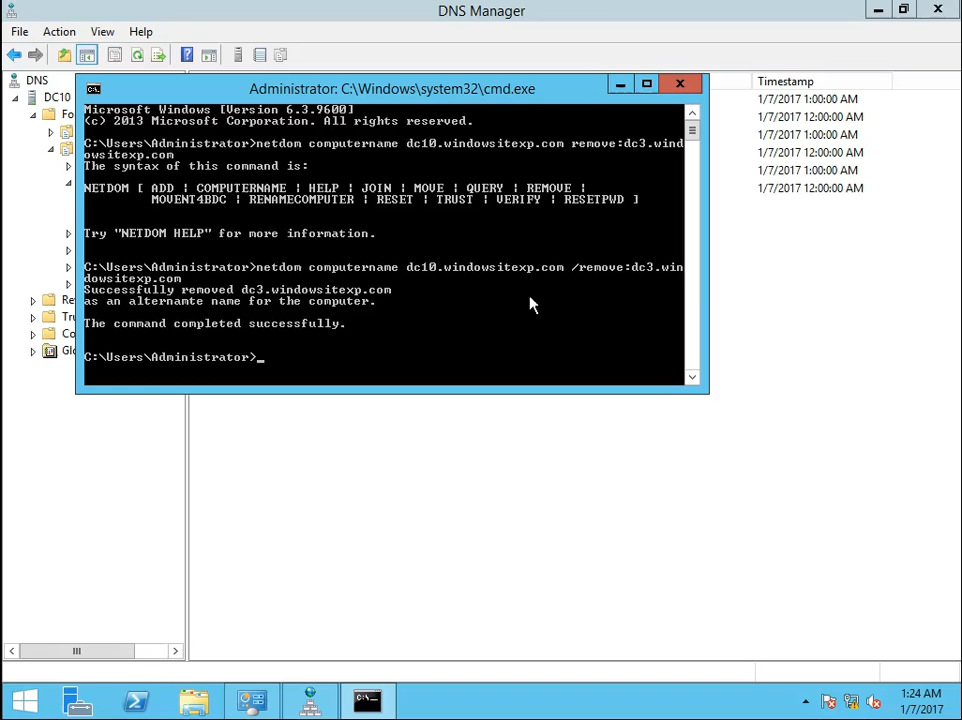 DNS Manager
File Action View Help
DNS
DC10
Fo
Re
Tru
Co
Glo
Timestamp
1/7/2017 1:00:00 AM
1/7/2017 12:00:00 AM
1/7/2017 1:00:00 AM
1/7/2017 12:00:00 AM
1/7/2017 1:00:00 AM
1/7/2017 12:00:00 AM
Administrator: C:\Windows\system32\cmd.exe
Microsoft Windows [Version 6.3.9600]
(c) 2013 Microsoft Corporation. All rights reserved.
C:\Users\Administrator>netdom computername dc10.windowsitexp.com remove:dc3.wind
owsitexp.com
The syntax of this command is:
NETDOM [ ADD | COMPUTERNAME | HELP | JOIN | MOVE | QUERY | REMOVE |
MOVENT4BDC | RENAMECOMPUTER | RESET | TRUST | VERIFY | RESETPWD ]
Try "NETDOM HELP" for more information.
C:\Users\Administrator>netdom computername dc10.windowsitexp.com /remove:dc3.win
dowsitexp.com
Successfully removed dc3.windowsitexp.com
as an alternamte name for the computer.
The command completed successfully.
C:\Users\Administrator>_
1:24 AM
1/7/2017